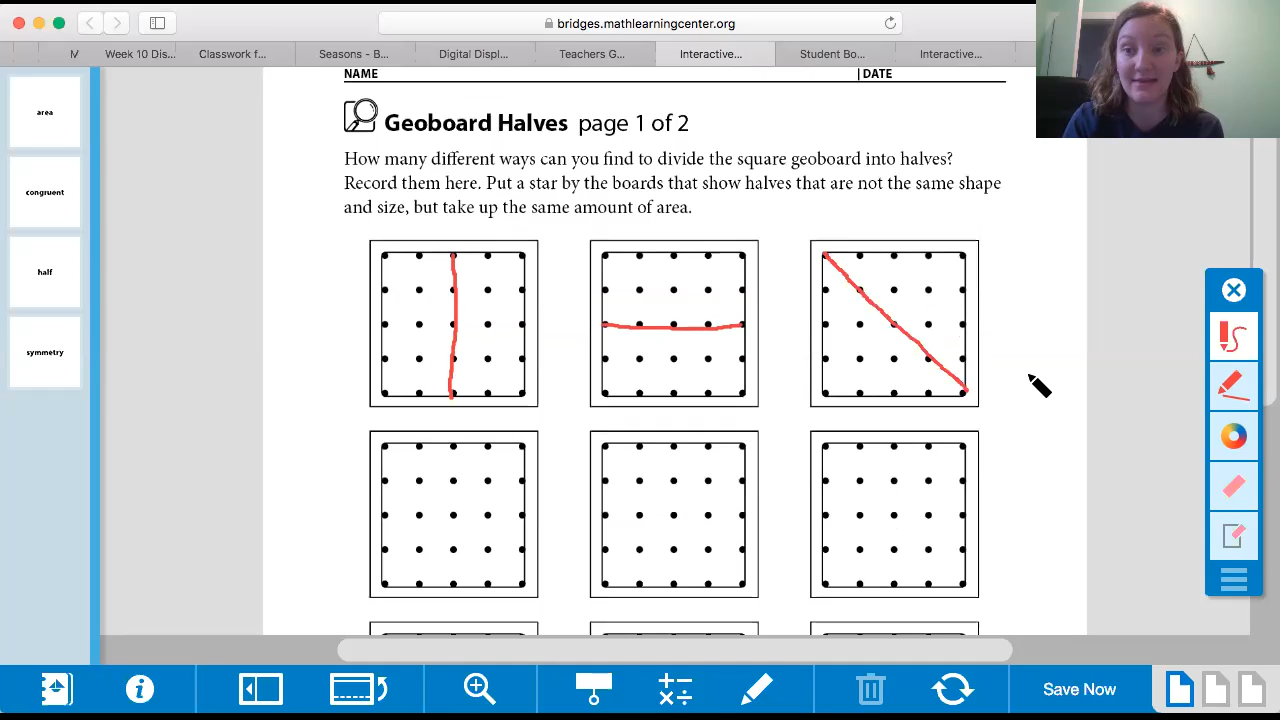 bridges.mathlearningcenter.org
Week 10 Dis...
Classwork f...
Seasons - B...
Digital Displ...
Teachers G...
Interactive...
Student Bo...
Interactive...
area
congruent
half
symmetry
NAME
DATE
Geoboard Halves page 1 of 2
How many different ways can you find to divide the square geoboard into halves?
Record them here. Put a star by the boards that show halves that are not the same shape
and size, but take up the same amount of area.
Save Now